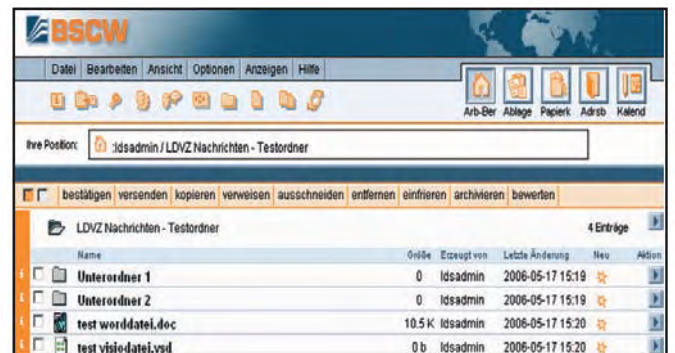 BSCW
Datei Bearbeiten Ansicht Optionen Anzeigen Hilfe
Arb-Ber Ablage Papierk Adrsb Kalend
Ihre Position: :ldsadmin / LDVZ Nachrichten - Testordner
bestätigen versenden kopieren verweisen ausschneiden entfernen einfrieren archivieren bewerten
LDVZ Nachrichten - Testordner 4 Einträge
Name Größe Erzeugt von Letzte Änderung Neu Aktion
Unterordner 1 0 ldsadmin 2006-05-17 15:19
Unterordner 2 0 ldsadmin 2006-05-17 15:19
test worddatei.doc 10.5 K ldsadmin 2006-05-17 15:20
test visiodatei.vsd 0 b ldsadmin 2006-05-17 15:20